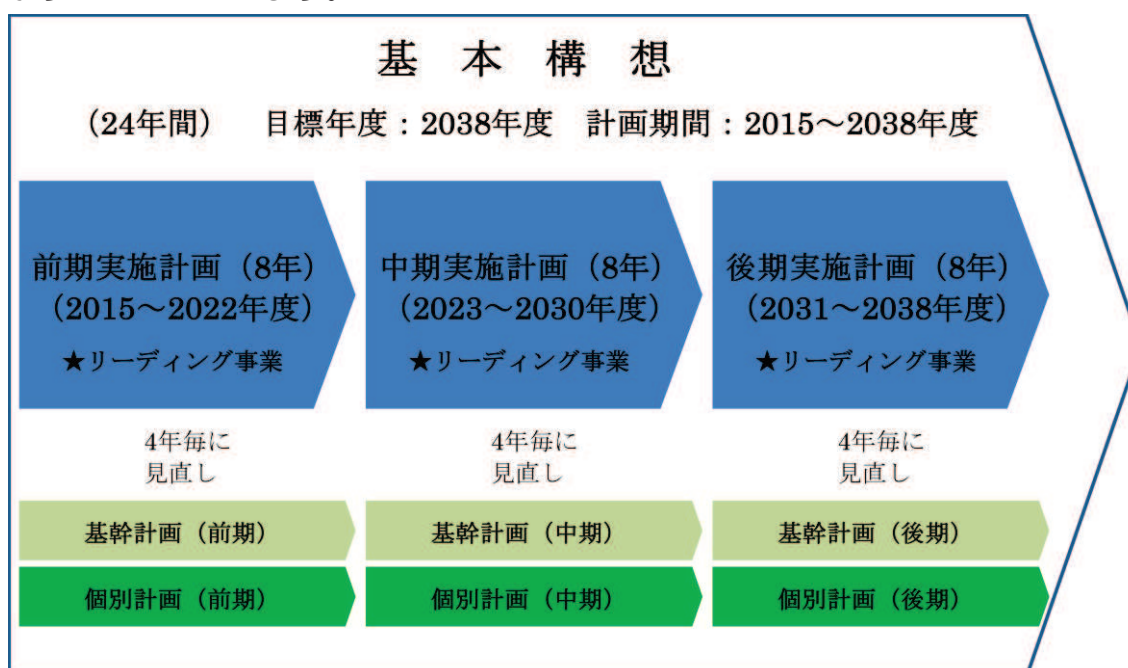 基本構想
（24年間） 目標年度：2038年度 計画期間：2015～2038年度
前期実施計画（8年）
（2015～2022年度）
★リーディング事業
中期実施計画（8年）
（2023～2030年度）
★リーディング事業
後期実施計画（8年）
（2031～2038年度）
★リーディング事業
4年毎に
見直し
4年毎に
見直し
4年毎に
見直し
基幹計画（前期）
基幹計画（中期）
基幹計画（後期）
個別計画（前期）
個別計画（中期）
個別計画（後期）